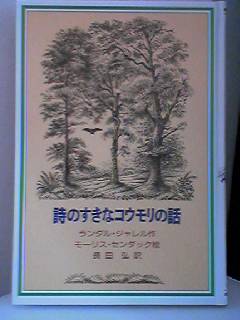 詩のすきなコウモリの話
ランダル・ジャレル作
モーリス・センダック絵
長田 弘訳